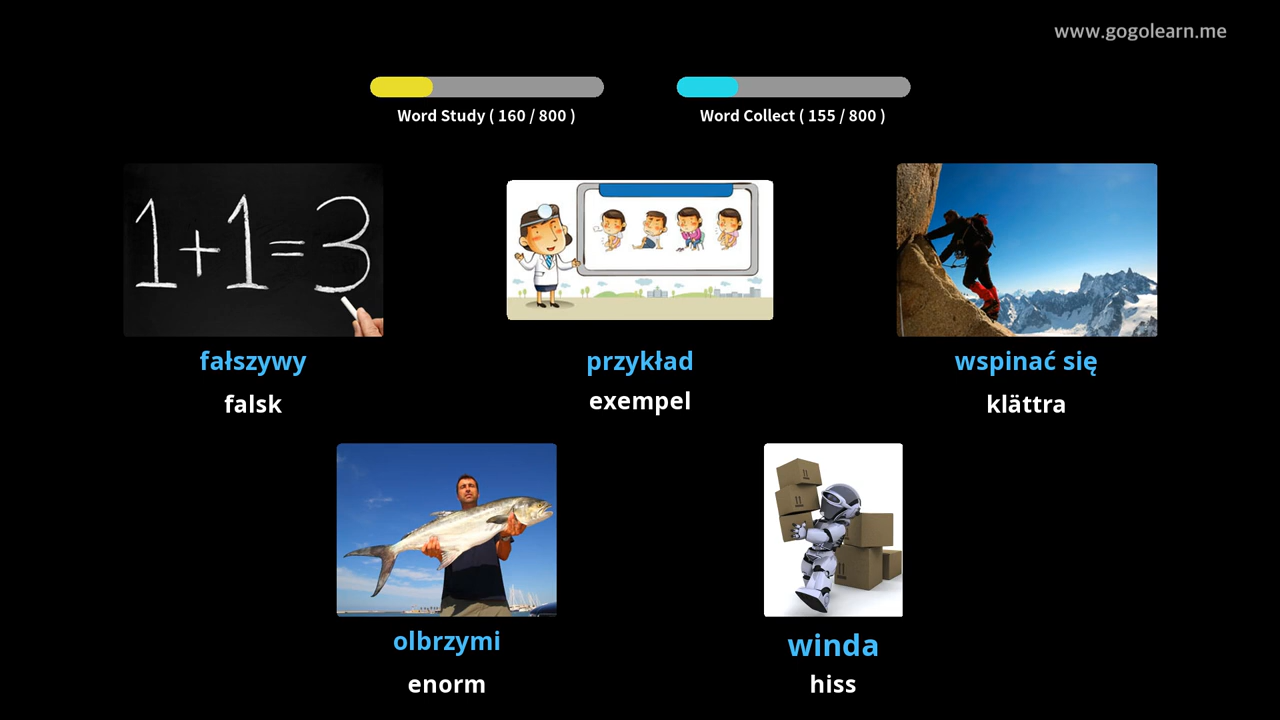 www.gogolearn.me
Word Study ( 160 / 800 )
Word Collect ( 155 / 800 )
1+1=3
fałszywy
przykład
wspinać się
falsk
exempel
klättra
olbrzymi
winda
enorm
hiss